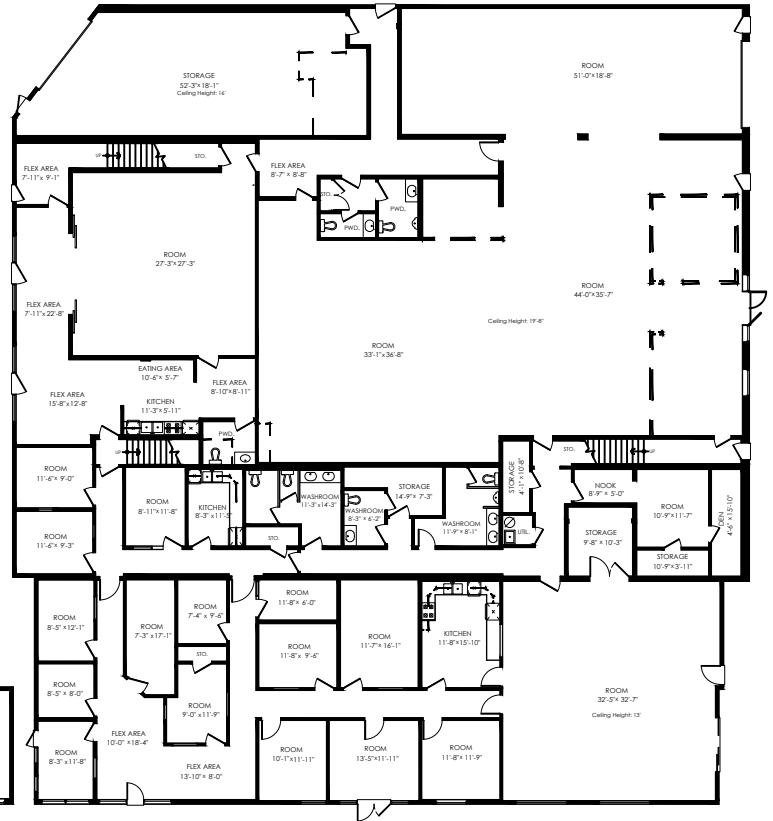 STORAGE
52'-3"×18'-1"
Ceiling Height: 16'
ROOM
51'-0"×18'-8"
UP
STO.
FLEX AREA
7'-11"x 9'-1"
FLEX AREA
8'-7" x 8'-8"
STO.
PWD.
PWD.
ROOM
27'-3"×27'-3"
ROOM
44'-0"×35'-7"
Ceiling Height: 19'-8"
FLEX AREA
7'-11"x 22'-8"
ROOM
33'-1"x36'-8"
EATING AREA
10'-6"x 5'-7"
FLEX AREA
8'-10"×8'-11"
FLEX AREA
15'-8"x12'-8"
KITCHEN
11'-3"×5'-11"
PWD.
UP
STO.
UP
ROOM
11'-6"x 9'-0"
ROOM
8'-11"×11'-8"
KITCHEN
8'-3" x11'-5"
WASHROOM
11'-3"x14'-3"
STORAGE
14'-9"x 7'-3"
WASHROOM
8'-3" ×6'-2"
WASHROOM
11'-9"×8'-1"
STORAGE
4'-1"×10'-8"
UTIL.
NOOK
8'-9" x 5'-0"
ROOM
10'-9"×11'-7"
DEN
4'-6" x15'-10"
STO.
STORAGE
9'-8" ×10'-3"
STORAGE
10'-9"×3'-11"
ROOM
11'-6"x 9'-3"
ROOM
8'-5"×12'-1"
ROOM
7'-3" x17'-1"
ROOM
7'-4" x 9'-6"
STO.
ROOM
11'-8"x 6'-0"
ROOM
11'-8"x 9'-6"
ROOM
11'-7"×16'-1"
KITCHEN
11'-8"×15'-10"
ROOM
8'-5" x 8'-0"
ROOM
9'-0" x11'-9"
ROOM
32'-5"× 32'-7"
Ceiling Height: 13'
FLEX AREA
10'-0" ×18'-4"
ROOM
8'-3" x11'-8"
FLEX AREA
13'-10"x 8'-0"
ROOM
10'-1"x11'-11"
ROOM
13'-5"×11'-11"
ROOM
11'-8"x 11'-9"